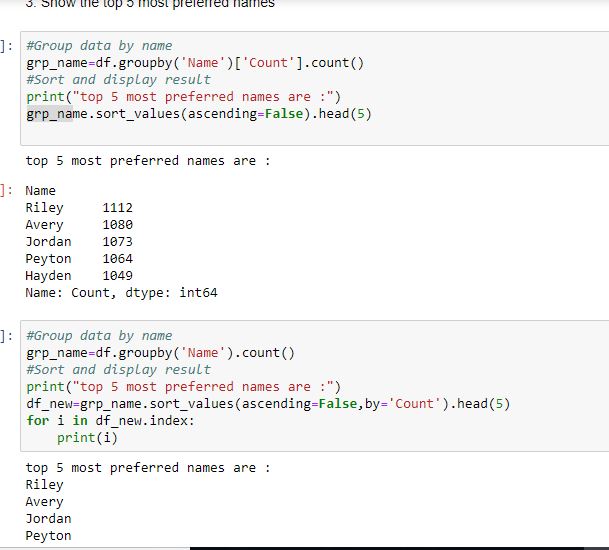 3. Show the top 5 most preferred names
]: #Group data by name
grp_name=df.groupby('Name')['Count'].count()
#Sort and display result
print("top 5 most preferred names are :")
grp_name.sort_values(ascending=False).head(5)
top 5 most preferred names are :
]: Name
Riley     1112
Avery     1080
Jordan    1073
Peyton    1064
Hayden    1049
Name: Count, dtype: int64
]: #Group data by name
grp_name=df.groupby('Name').count()
#Sort and display result
print("top 5 most preferred names are :")
df_new=grp_name.sort_values(ascending=False,by='Count').head(5)
for i in df_new.index:
    print(i)
top 5 most preferred names are :
Riley
Avery
Jordan
Peyton